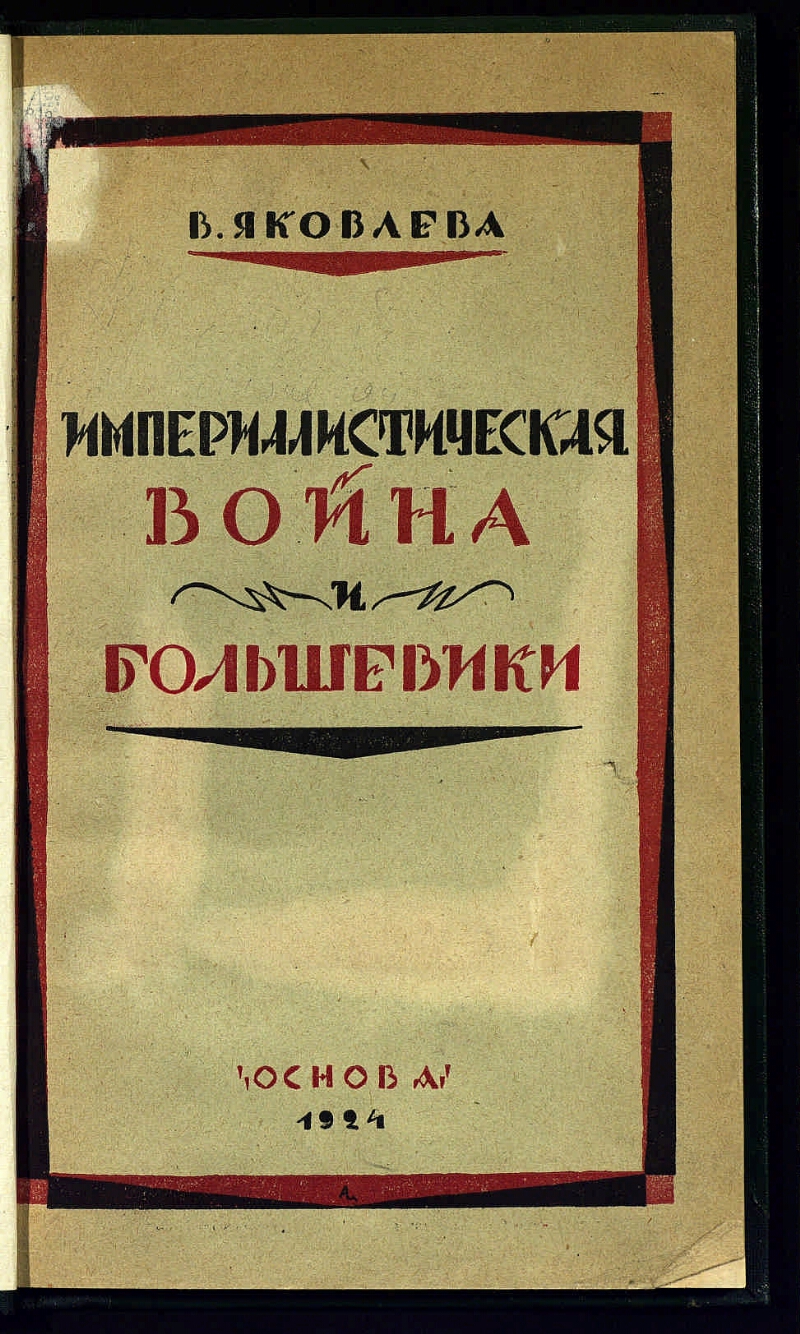 В. ЯКОВЛЕВА
ИМПЕРИАЛИСТИЧЕСКАЯ
ВОЙНА
И
БОЛЬШЕВИКИ
"ОСНОВА"
1924